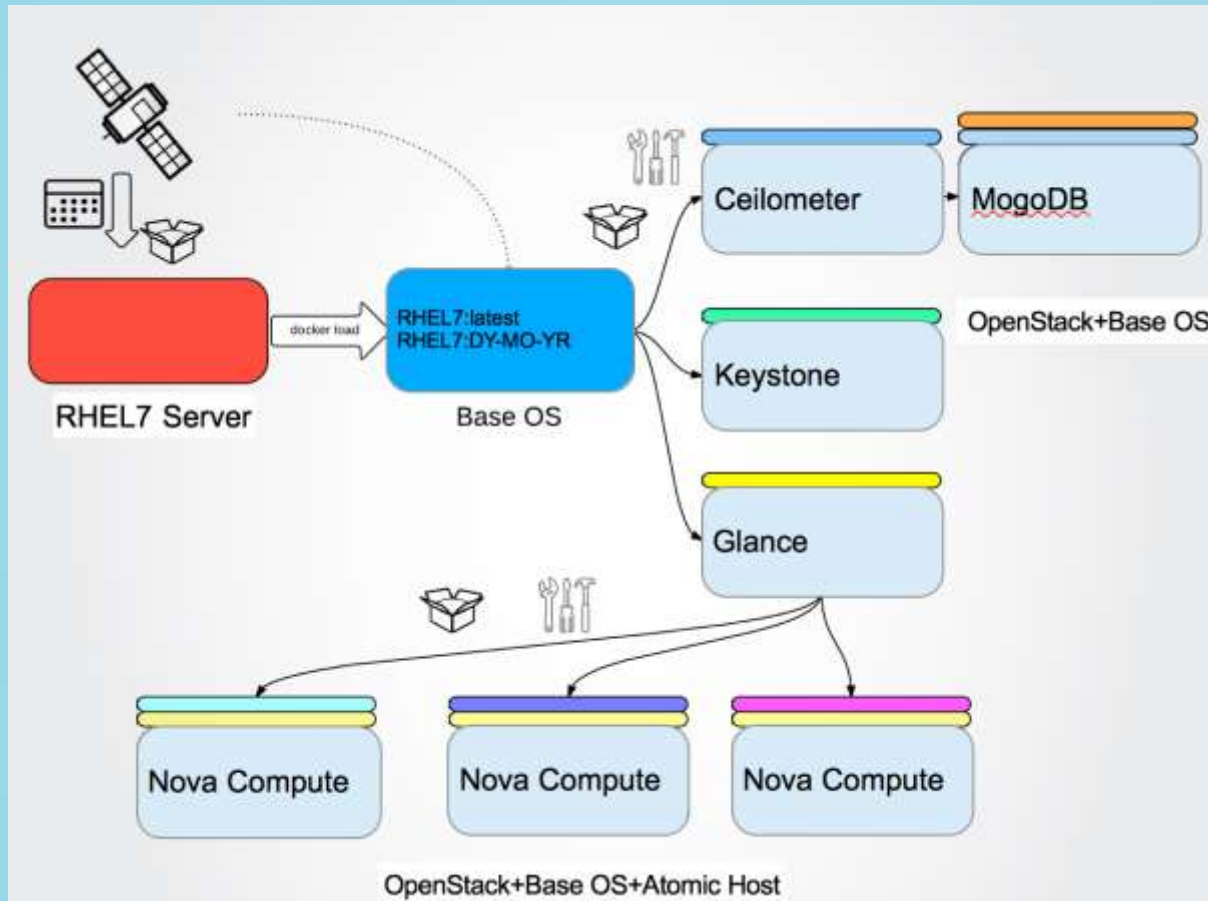 Ceilometer
MogoDB
docker load
RHEL7:latest
RHEL7:DY-MO-YR
OpenStack+Base OS
Keystone
RHEL7 Server
Base OS
Glance
Nova Compute
Nova Compute
Nova Compute
OpenStack+Base OS+Atomic Host